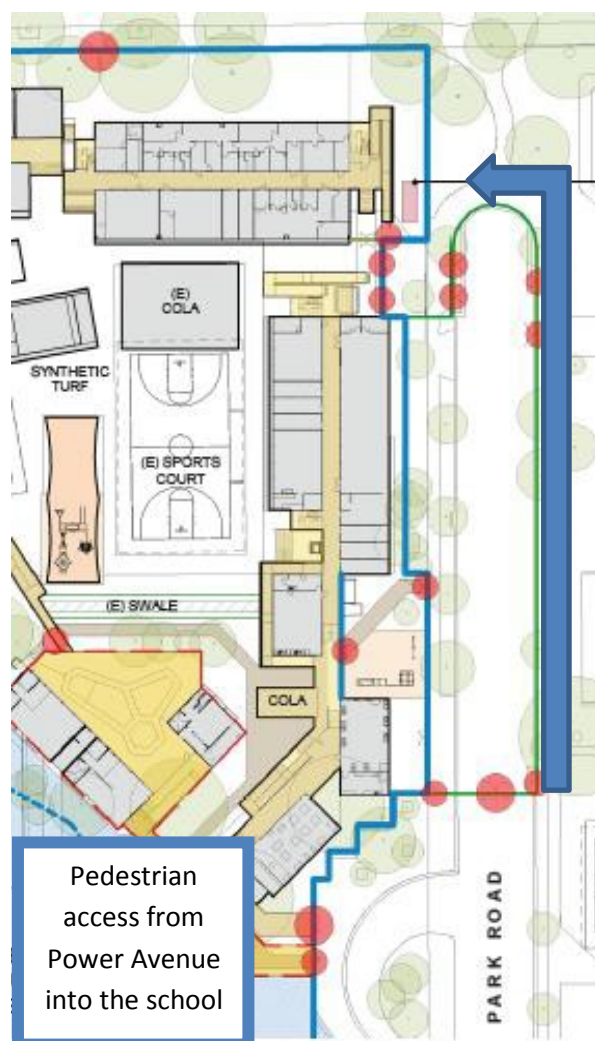 (E)
COLA
SYNTHETIC
TURF
(E) SPORTS
COURT
(E) SWALE
COLA
PARK ROAD
Pedestrian
access from
Power Avenue
into the school